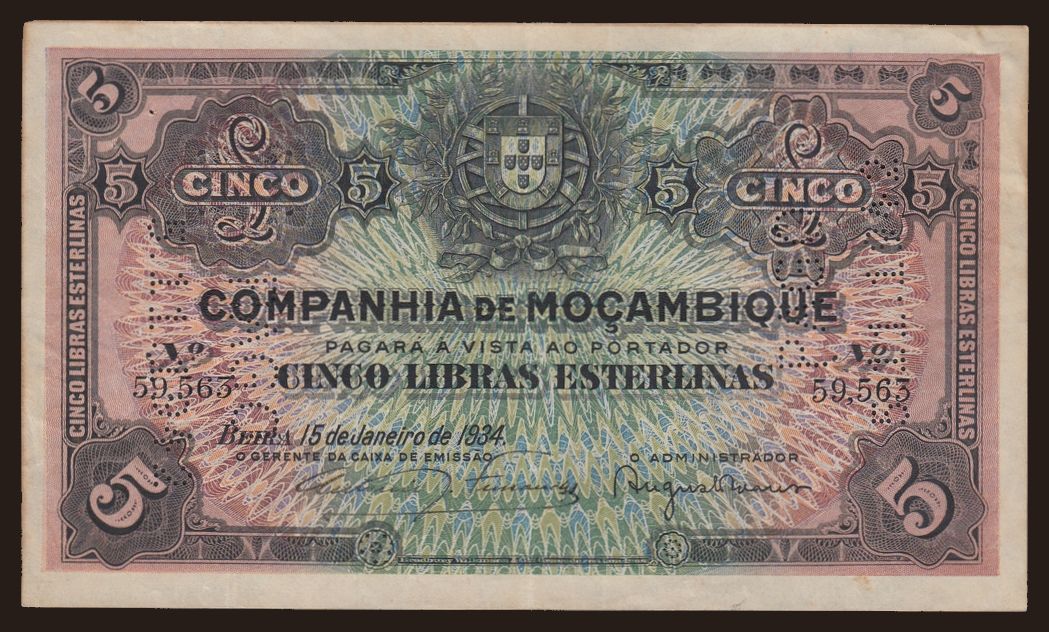 5 5
£ £
5 CINCO 5 5 CINCO 5
CINCO LIBRAS ESTERLINAS
CINCO LIBRAS ESTERLINAS
COMPANHIA DE MOÇAMBIQUE
PAGARÁ À VISTA AO PORTADOR
Nº Nº
59,563 CINCO LIBRAS ESTERLINAS 59,563
BEIRA 15 de Janeiro de 1934.
O GERENTE DA CAIXA DE EMISSÃO O ADMINISTRADOR
5 5